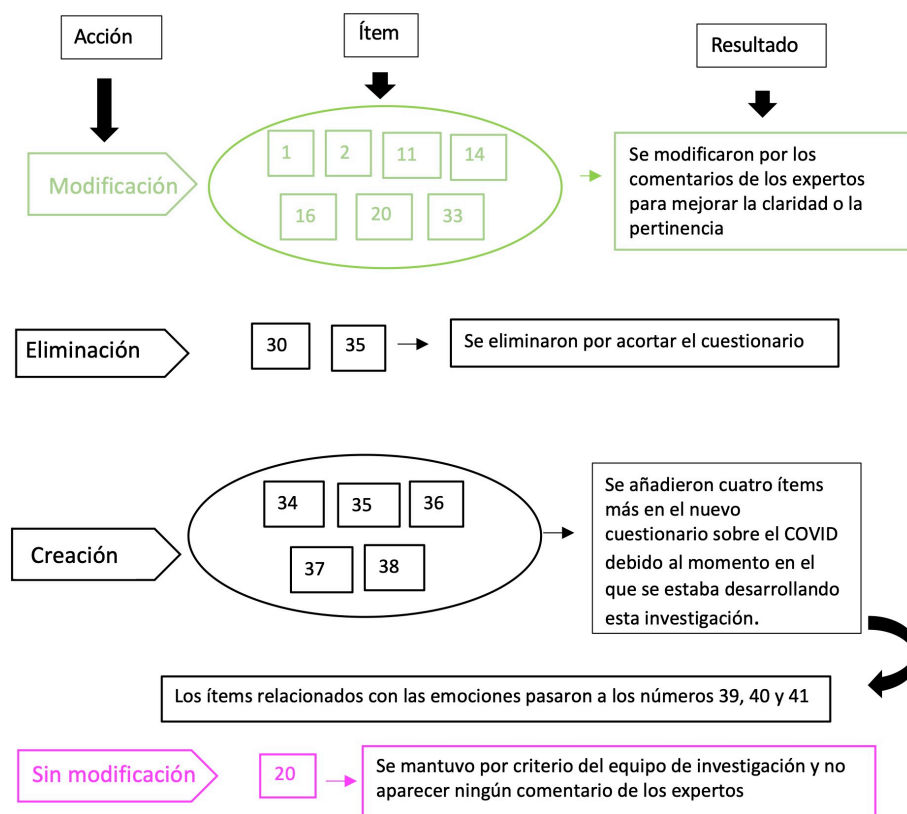 Acción
Ítem
Resultado
Modificación
1
2
11
14
16
20
33
Se modificaron por los
comentarios de los expertos
para mejorar la claridad o la
pertinencia
Eliminación
30
35
Se eliminaron por acortar el cuestionario
Creación
34
35
36
37
38
Se añadieron cuatro ítems
más en el nuevo
cuestionario sobre el COVID
debido al momento en el
que se estaba desarrollando
esta investigación.
Los ítems relacionados con las emociones pasaron a los números 39, 40 y 41
Sin modificación
20
Se mantuvo por criterio del equipo de investigación y no
aparecer ningún comentario de los expertos